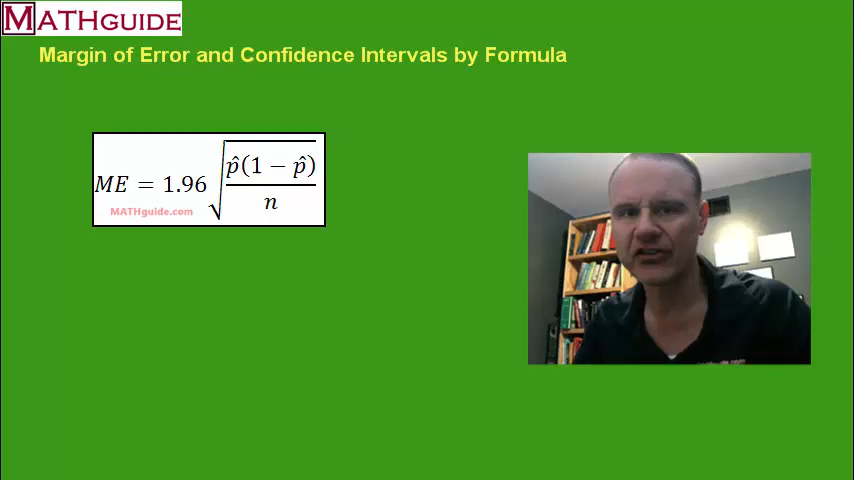 MATHGUIDE
Margin of Error and Confidence Intervals by Formula
ME = 1.96 √(p̂(1 − p̂)/n)
MATHguide.com